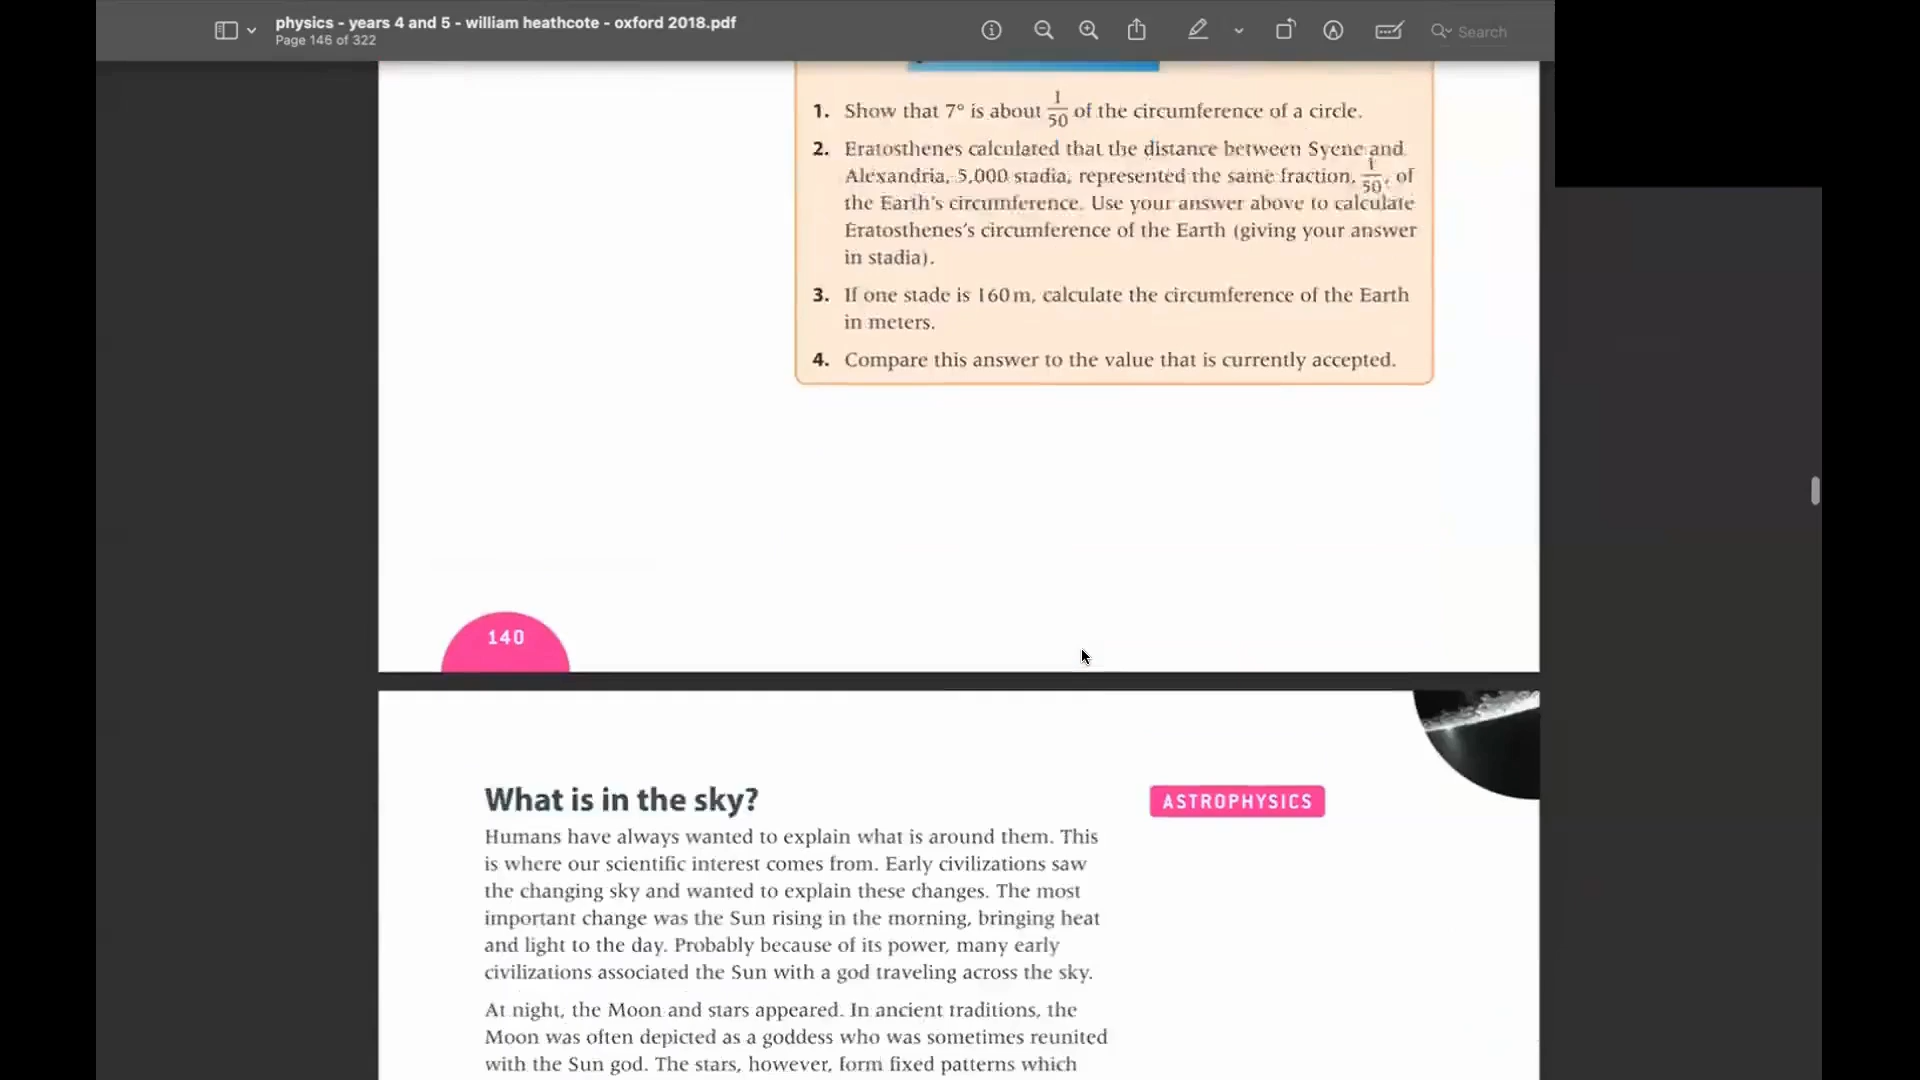 physics - years 4 and 5 - william heathcote - oxford 2018.pdf
Page 146 of 322
Search
1. Show that 7° is about 1/50 of the circumference of a circle.
2. Eratosthenes calculated that the distance between Syene and
Alexandria, 5,000 stadia, represented the same fraction, 1/50, of
the Earth's circumference. Use your answer above to calculate
Eratosthenes's circumference of the Earth (giving your answer
in stadia).
3. If one stade is 160 m, calculate the circumference of the Earth
in meters.
4. Compare this answer to the value that is currently accepted.
140
What is in the sky?
ASTROPHYSICS
Humans have always wanted to explain what is around them. This
is where our scientific interest comes from. Early civilizations saw
the changing sky and wanted to explain these changes. The most
important change was the Sun rising in the morning, bringing heat
and light to the day. Probably because of its power, many early
civilizations associated the Sun with a god traveling across the sky.
At night, the Moon and stars appeared. In ancient traditions, the
Moon was often depicted as a goddess who was sometimes reunited
with the Sun god. The stars, however, form fixed patterns which